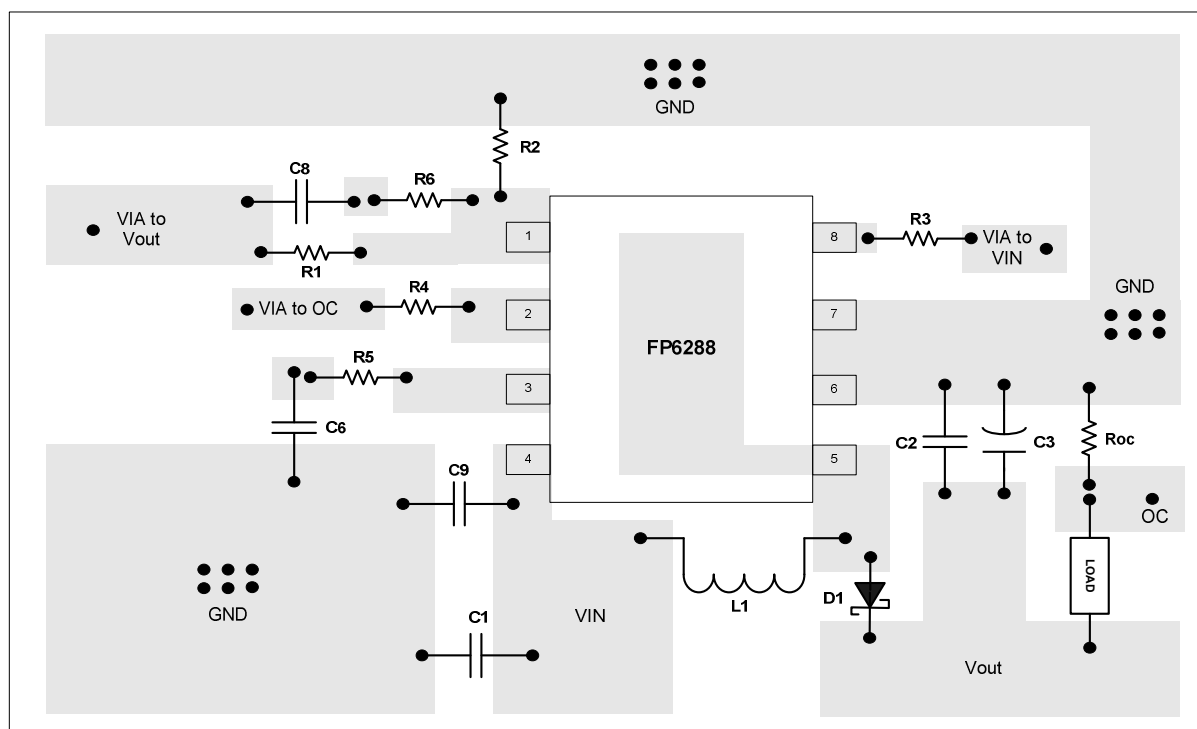 GND
R2
C8
R6
VIA to
Vout
R1
1
8
R3
VIA to
VIN
VIA to OC
R4
2
7
GND
FP6288
R5
3
6
C6
C2
C3
Roc
4
5
C9
OC
LOAD
GND
C1
VIN
L1
D1
Vout